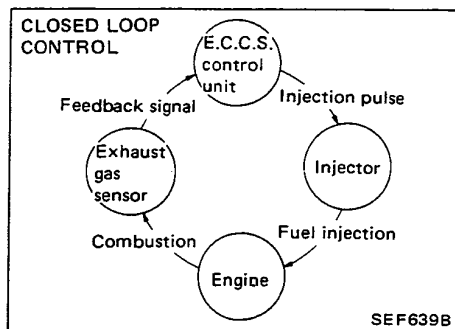 CLOSED LOOP
CONTROL
E.C.C.S.
control
unit
Feedback signal
Injection pulse
Exhaust
gas
sensor
Injector
Combustion
Fuel injection
Engine
SEF639B